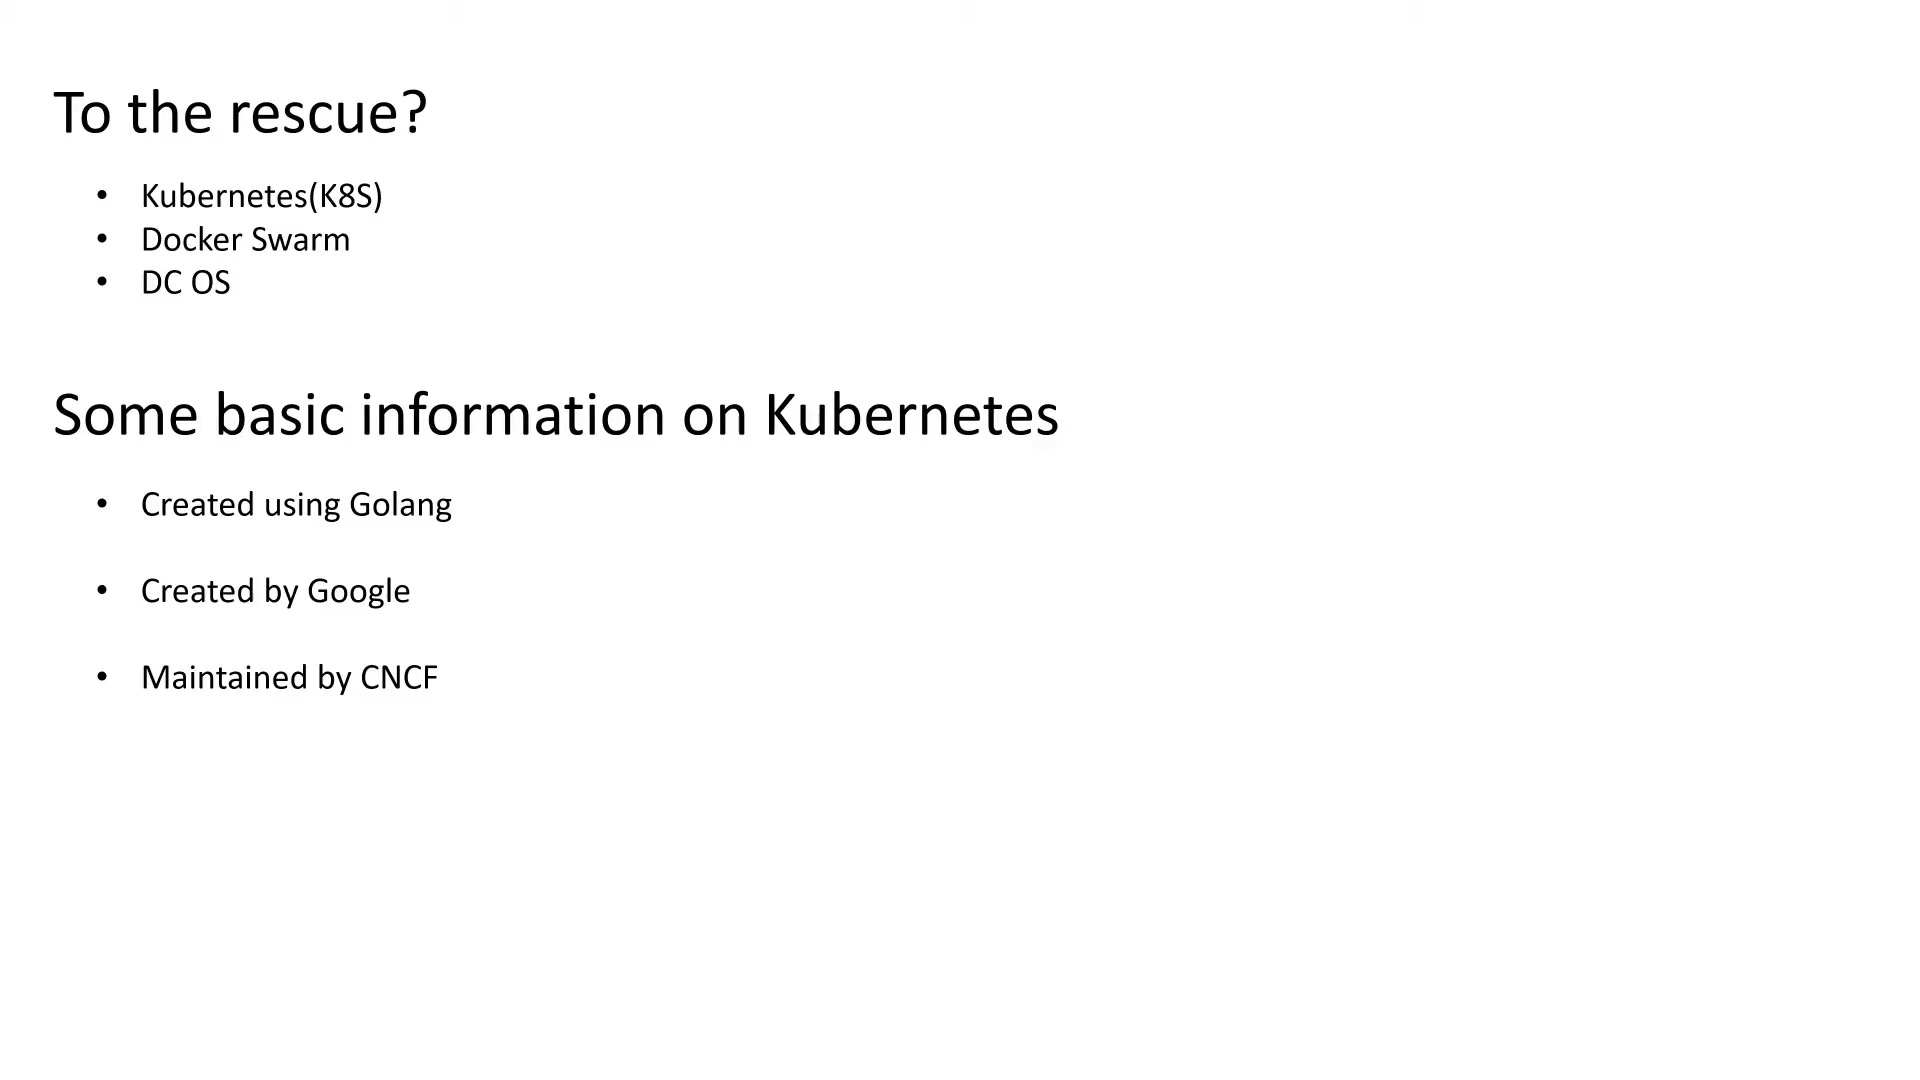 To the rescue?
• Kubernetes(K8S)
• Docker Swarm
• DC OS
Some basic information on Kubernetes
• Created using Golang
• Created by Google
• Maintained by CNCF